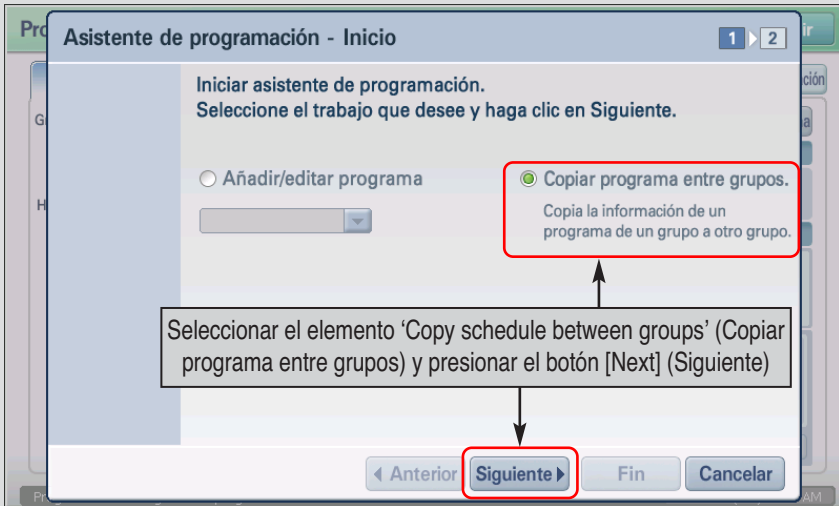 Asistente de programación - Inicio
1 2
Iniciar asistente de programación.
Seleccione el trabajo que desee y haga clic en Siguiente.
Añadir/editar programa
Copiar programa entre grupos.
Copia la información de un
programa de un grupo a otro grupo.
Seleccionar el elemento ‘Copy schedule between groups’ (Copiar
programa entre grupos) y presionar el botón [Next] (Siguiente)
Anterior Siguiente Fin Cancelar